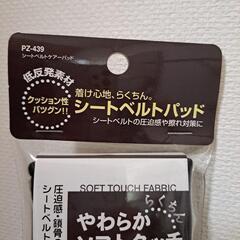 PZ-439
シートベルトケアーパッド
低反発素材
クッション性
バツグン!!
着け心地、らくちん。
シートベルトパッド
シートベルトの圧迫感や擦れ対策に
SOFT TOUCH FABRIC
らくちん
やわらか
ソフトタッチ
圧迫感・鎖骨
シートベル